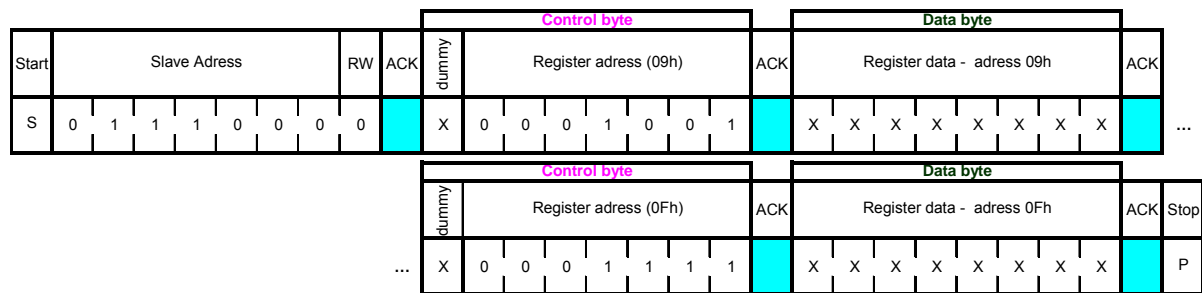 Control byte Data byte
Start Slave Adress RW ACK dummy Register adress (09h) ACK Register data - adress 09h ACK
S 0 1 1 1 0 0 0 0 X 0 0 0 1 0 0 1 X X X X X X X X ...
Control byte Data byte
dummy Register adress (0Fh) ACK Register data - adress 0Fh ACK Stop
... X 0 0 0 1 1 1 1 X X X X X X X X P